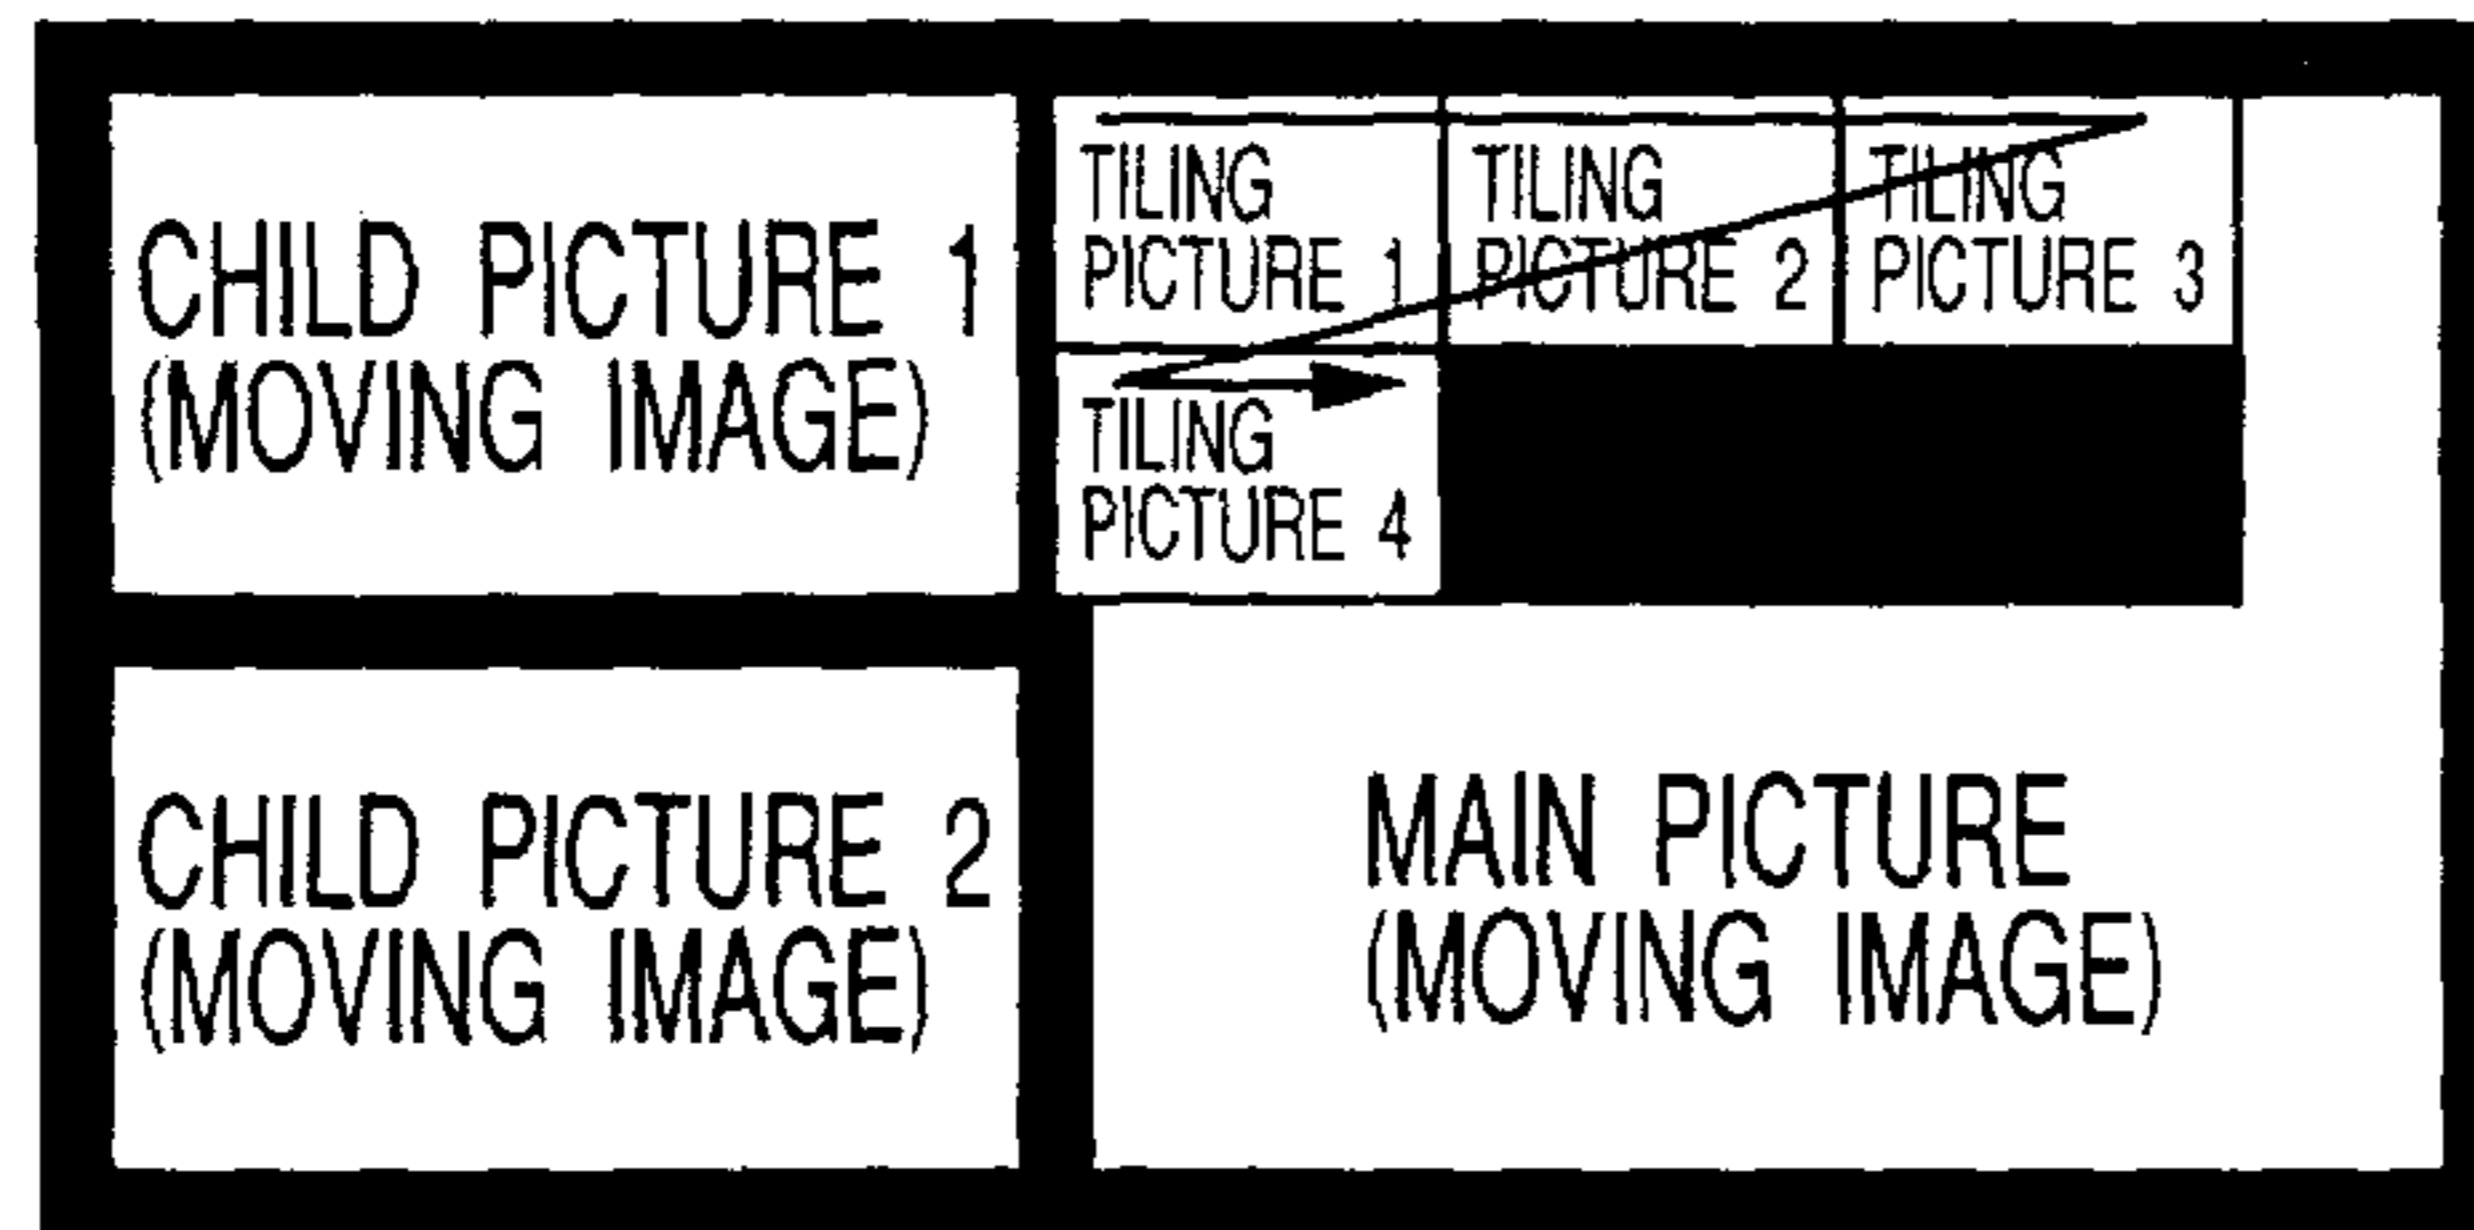 CHILD PICTURE 1
(MOVING IMAGE)
TILING
PICTURE 1
TILING
PICTURE 2
TILING
PICTURE 3
TILING
PICTURE 4
CHILD PICTURE 2
(MOVING IMAGE)
MAIN PICTURE
(MOVING IMAGE)